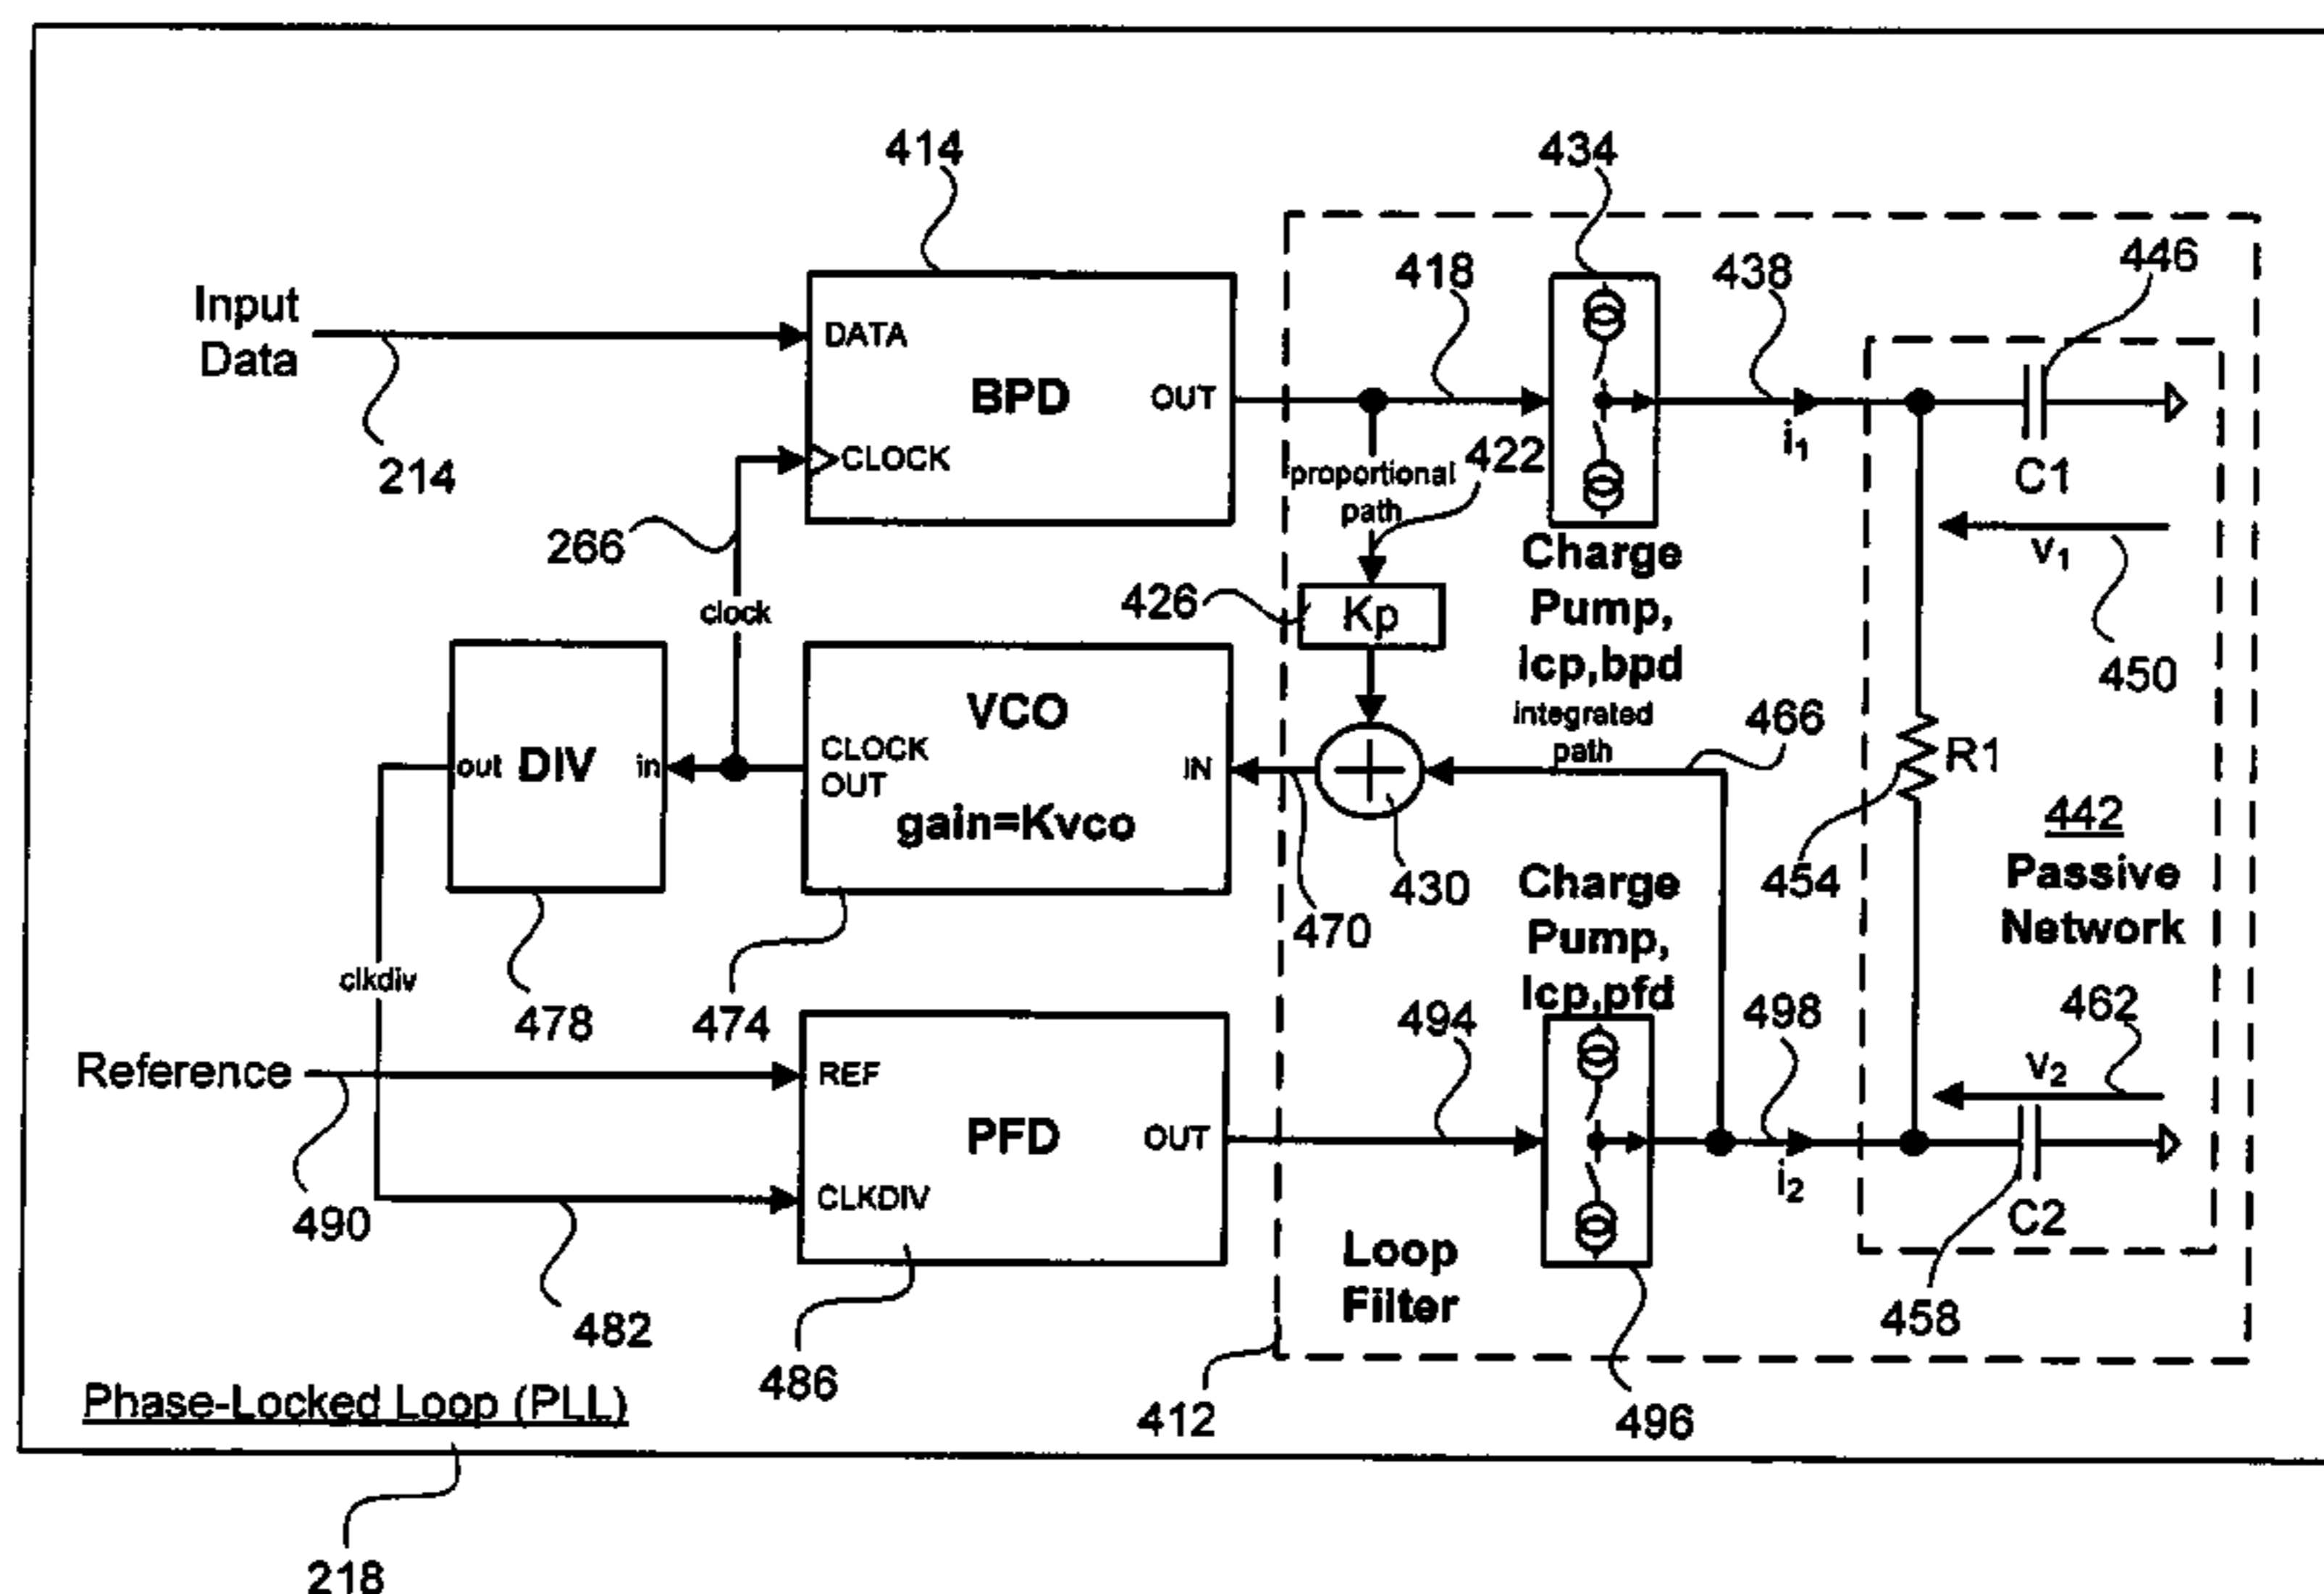 414
434
446
Input
Data
214
DATA
BPD
OUT
CLOCK
266
clock
418
438
i1
C1
v1
450
proportional
path
422
426
Kp
Charge
Pump,
Icp,bpd
integrated
path
466
430
470
out DIV in
478
VCO
CLOCK
OUT
IN
gain=Kvco
474
R1
454
442
Passive
Network
clkdiv
Charge
Pump,
Icp,pfd
494
498
462
v2
i2
C2
458
Reference
490
REF
PFD
OUT
CLKDIV
482
486
Loop
Filter
412
496
Phase-Locked Loop (PLL)
218